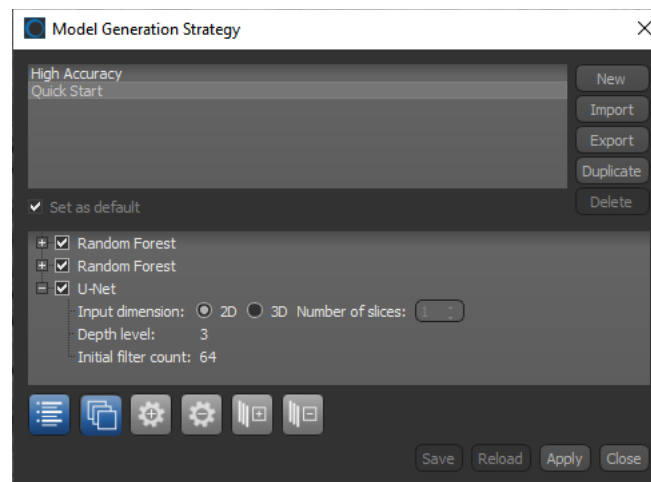 Model Generation Strategy
High Accuracy
Quick Start
New
Import
Export
Duplicate
Delete
Set as default
Random Forest
Random Forest
U-Net
Input dimension: 2D 3D Number of slices: 1
Depth level: 3
Initial filter count: 64
Save Reload Apply Close